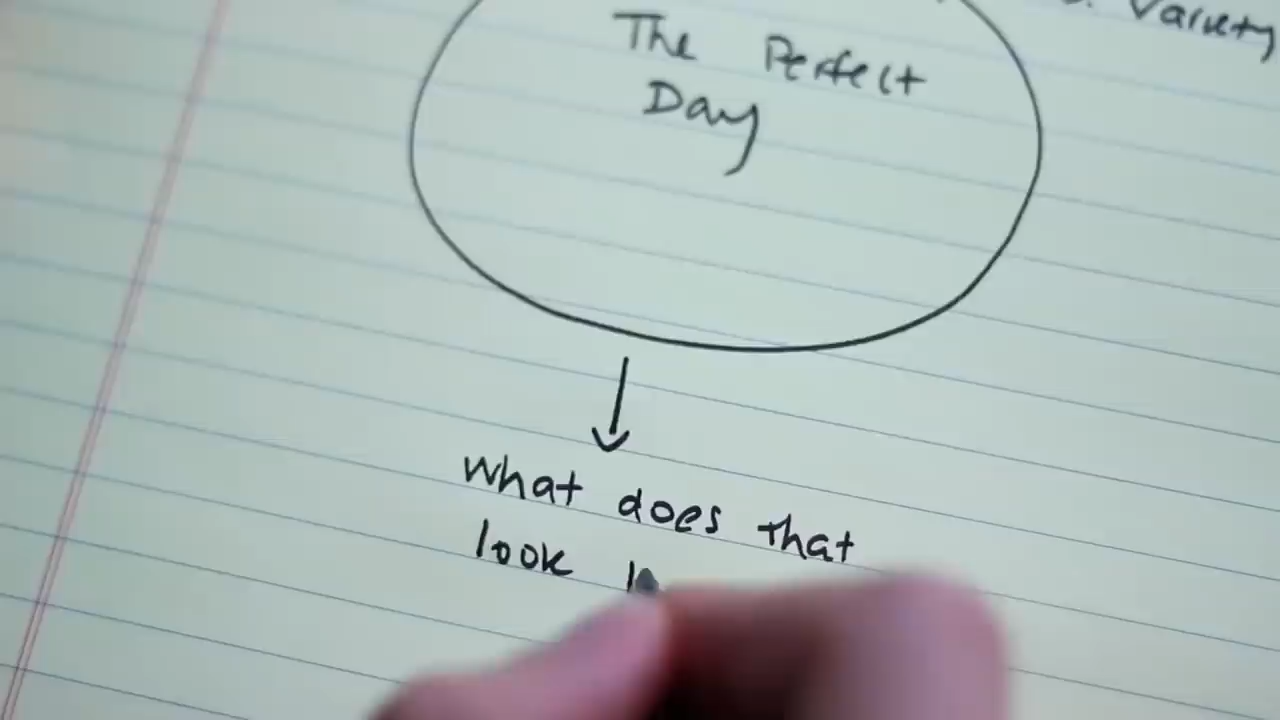 The Perfect
Day
Variety
What does that
look l